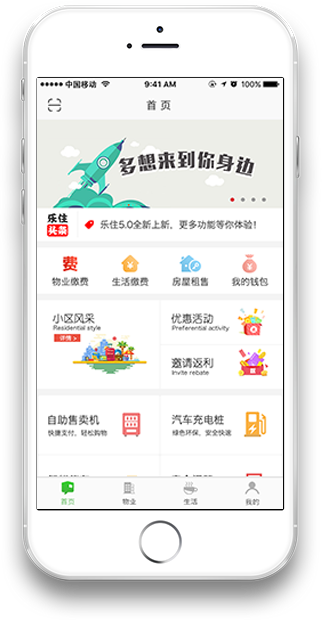 中国移动 9:41 AM 100%
首页
多想来到你身边
乐住
头条
乐住5.0全新上新，更多功能等你体验！
费
物业缴费 生活缴费 房屋租售 我的钱包
小区风采
Residential style
详情 >
优惠活动
Preferential activity
邀请返利
Invite rebate
自助售卖机
快捷支付，轻松购物
汽车充电桩
绿色环保、安全快速
首页 物业 生活 我的